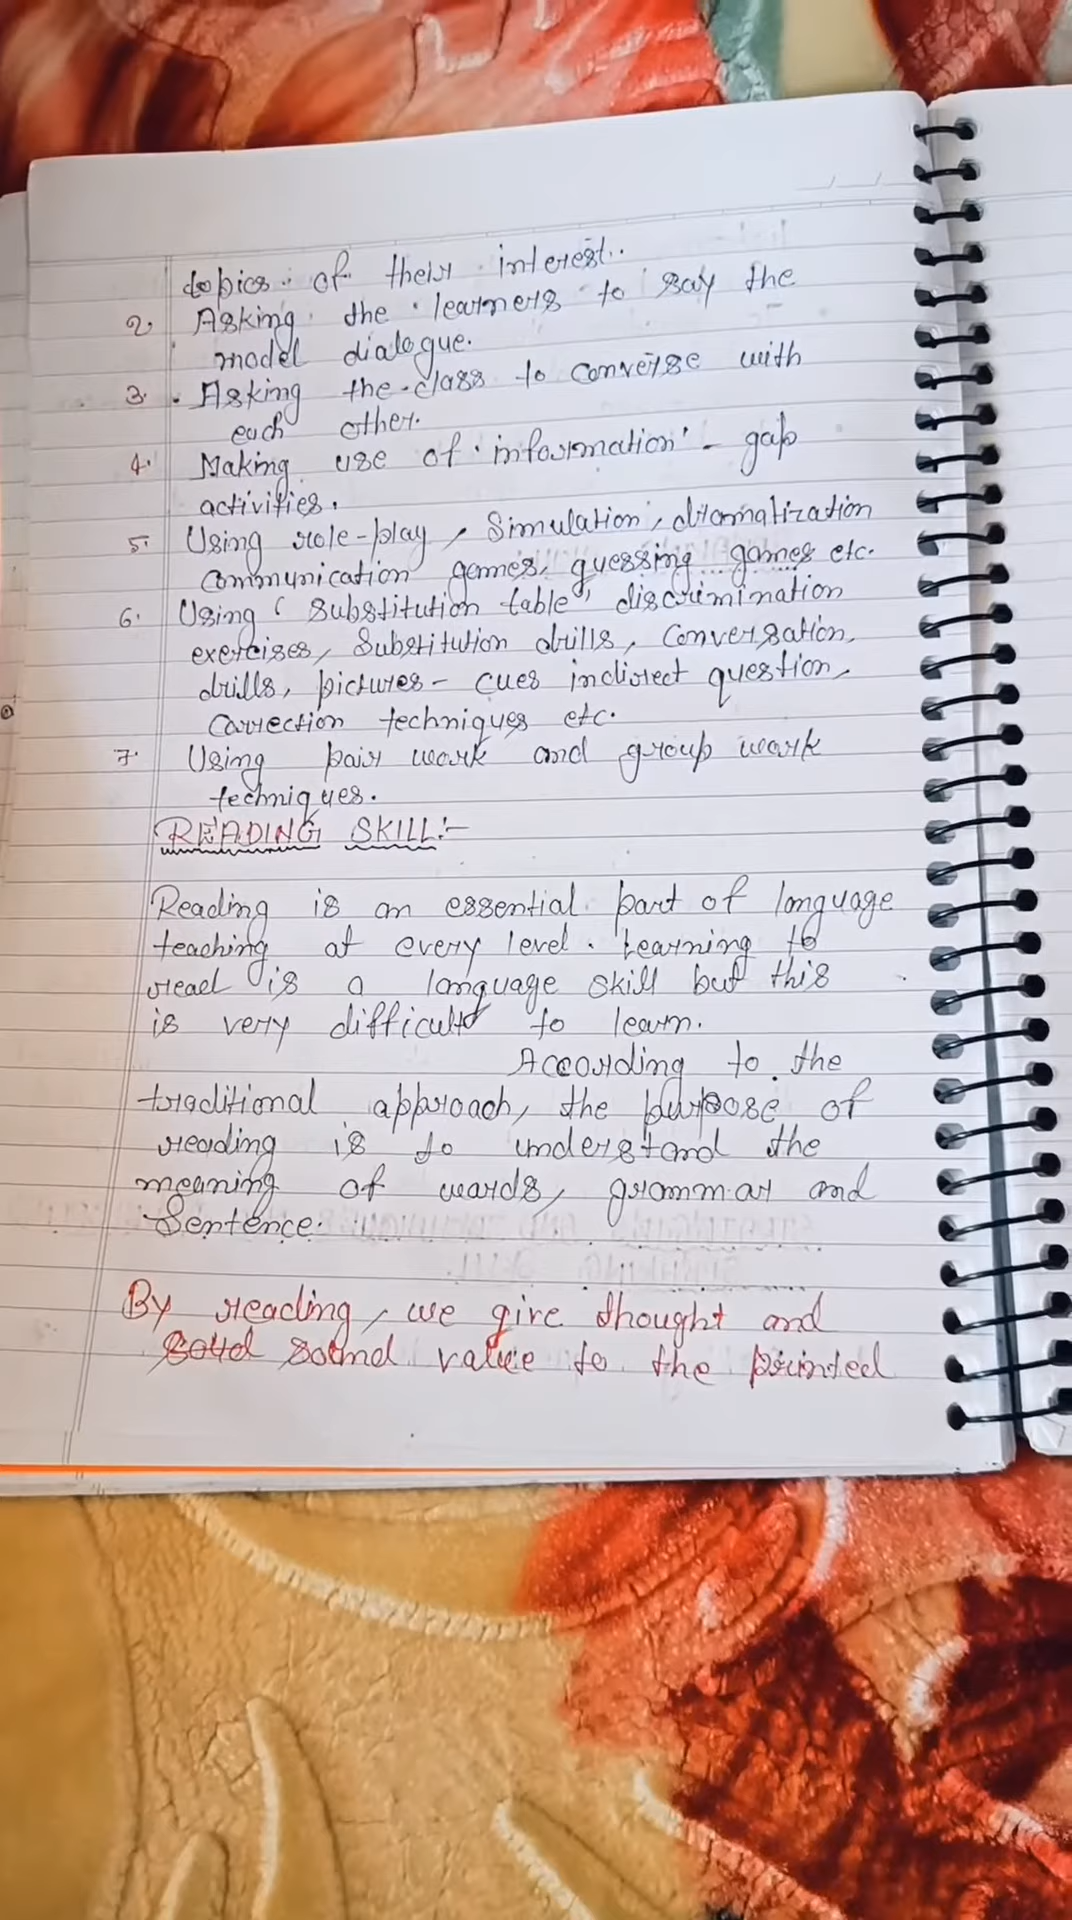 topics of their interest.
2. Asking the learners to say the
model dialogue.
3. Asking the class to converse with
each other.
4. Making use of 'information' - gap
activities.
5. Using role-play, Simulation, dramatization
communication games, guessing games etc.
6. Using 'Substitution table' discrimination
exercises, Substitution drills, Conversation,
drills, pictures - cues indirect question,
Correction techniques etc.
7. Using pair work and group work
techniques.
READING SKILL:-
Reading is an essential part of language
teaching at every level. Learning to
read is a language skill but this
is very difficult to learn.
According to the
traditional approach, the purpose of
reading is to understand the
meaning of words, grammar and
Sentence.
By reading, we give thought and
sound value to the printed